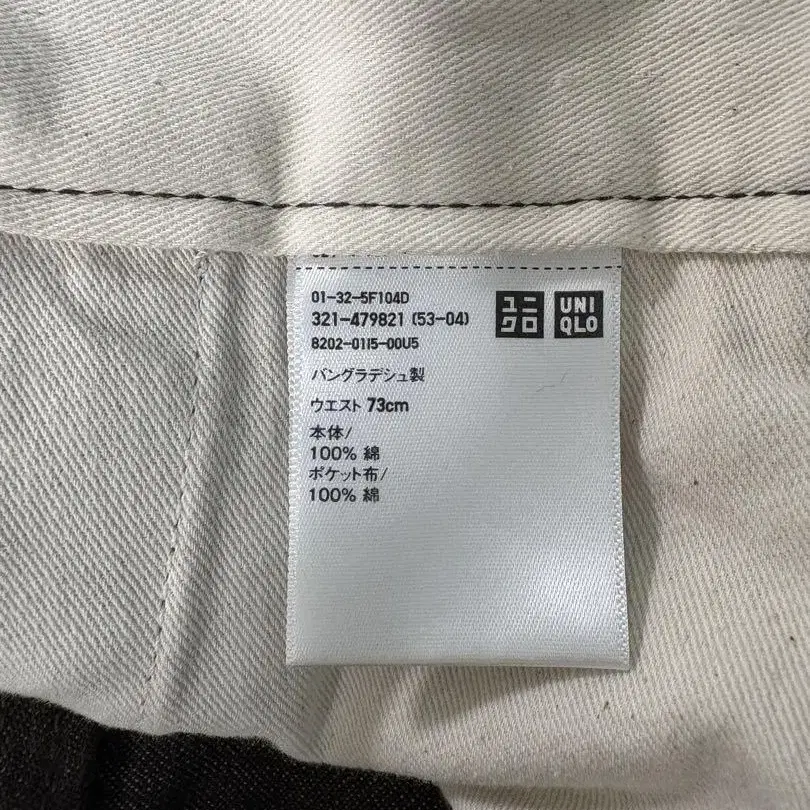 01-32-5F104D
321-479821 (53-04)
8202-0115-00U5
ユニ
クロ
UNI
QLO
バングラデシュ製
ウエスト 73cm
本体/
100% 綿
ポケット布/
100% 綿